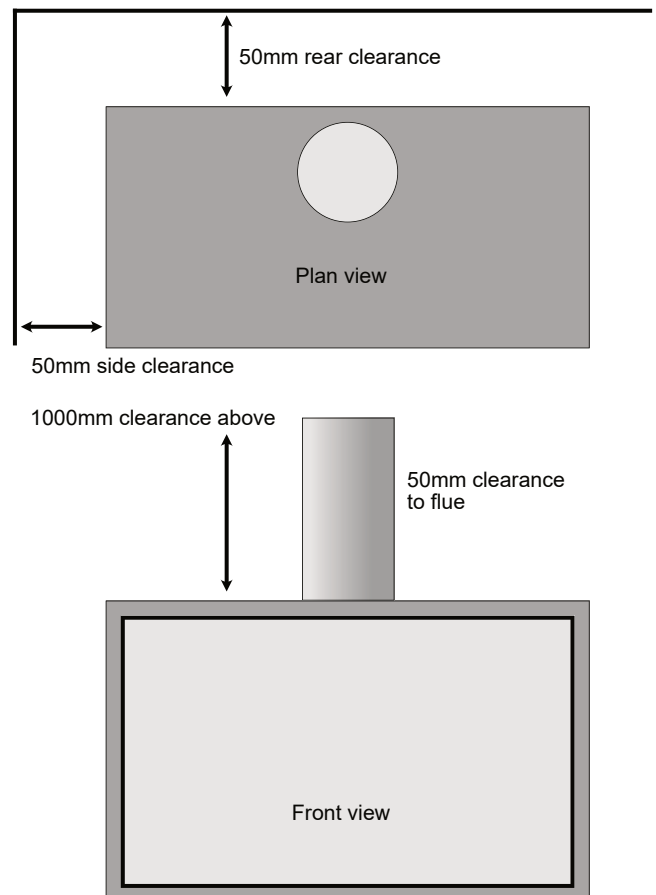 50mm rear clearance
Plan view
50mm side clearance
1000mm clearance above
50mm clearance
to flue
Front view